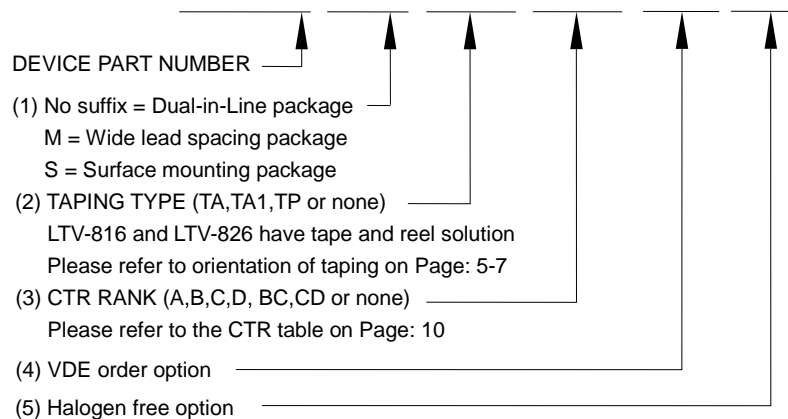 DEVICE PART NUMBER
(1) No suffix = Dual-in-Line package
M = Wide lead spacing package
S = Surface mounting package
(2) TAPING TYPE (TA,TA1,TP or none)
LTV-816 and LTV-826 have tape and reel solution
Please refer to orientation of taping on Page: 5-7
(3) CTR RANK (A,B,C,D, BC,CD or none)
Please refer to the CTR table on Page: 10
(4) VDE order option
(5) Halogen free option